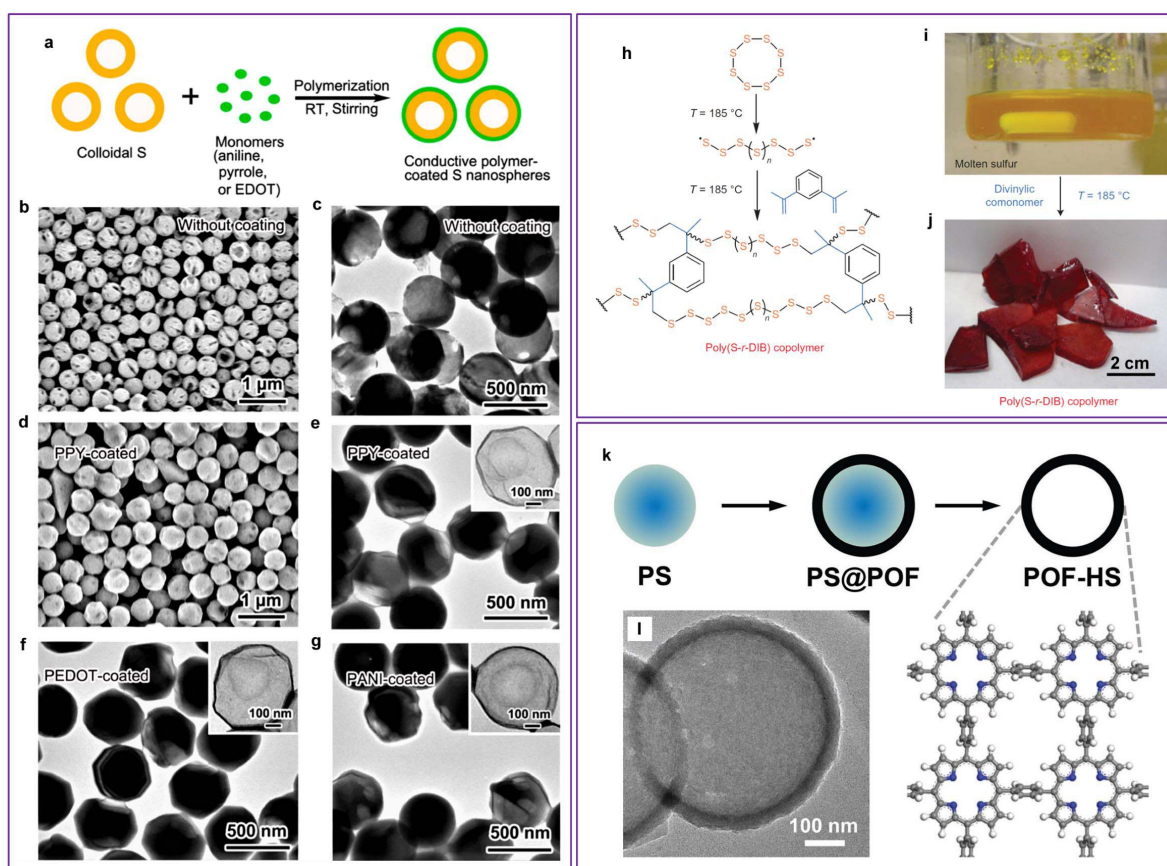 a
Colloidal S
+
Monomers
(aniline,
pyrrole,
or EDOT)
Polymerization
RT, Stirring
Conductive polymer-
coated S nanospheres
b
Without coating
1 µm
c
Without coating
500 nm
d
PPY-coated
1 µm
e
PPY-coated
100 nm
500 nm
f
PEDOT-coated
100 nm
500 nm
g
PANI-coated
100 nm
500 nm
h
S S S S S S S S
T = 185 °C
S S S (S)n S S S
T = 185 °C
S S S S (S)n S S S S S
S S S S S S S (S)n S S S S S S
Poly(S-r-DIB) copolymer
i
Molten sulfur
Divinylic
comonomer
T = 185 °C
j
2 cm
Poly(S-r-DIB) copolymer
k
PS
PS@POF
POF-HS
l
100 nm